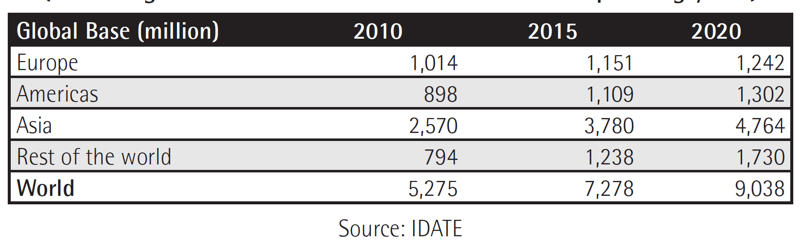 Global Base (million) 2010 2015 2020
Europe 1,014 1,151 1,242
Americas 898 1,109 1,302
Asia 2,570 3,780 4,764
Rest of the world 794 1,238 1,730
World 5,275 7,278 9,038
Source: IDATE